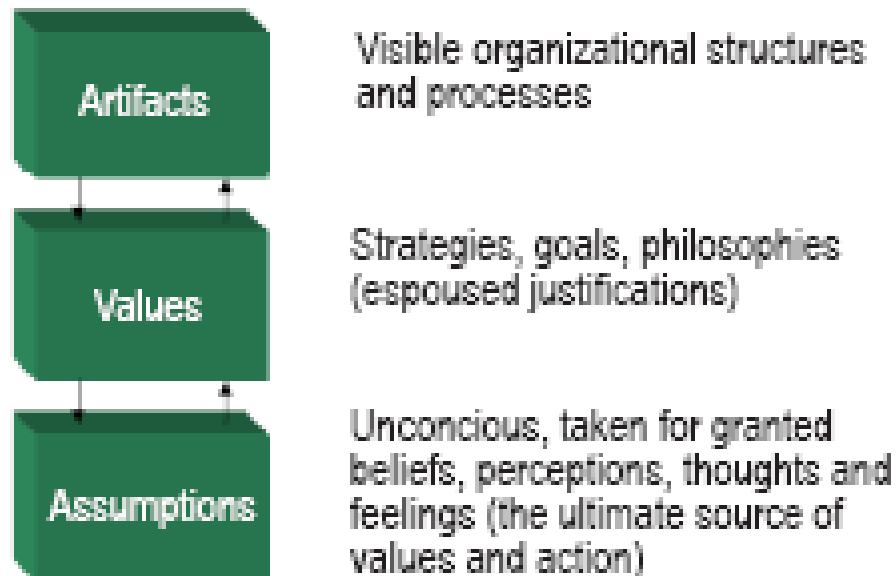 Artifacts
Visible organizational structures
and processes
Values
Strategies, goals, philosophies
(espoused justifications)
Assumptions
Unconcious, taken for granted
beliefs, perceptions, thoughts and
feelings (the ultimate source of
values and action)